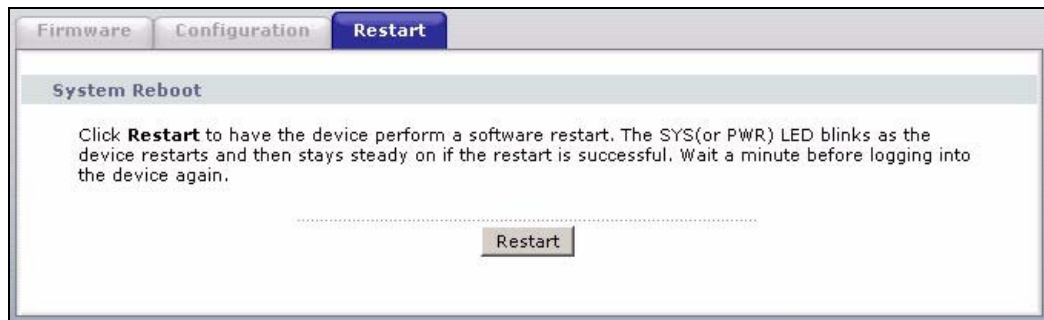 Firmware Configuration Restart
System Reboot
Click Restart to have the device perform a software restart. The SYS(or PWR) LED blinks as the
device restarts and then stays steady on if the restart is successful. Wait a minute before logging into
the device again.
Restart